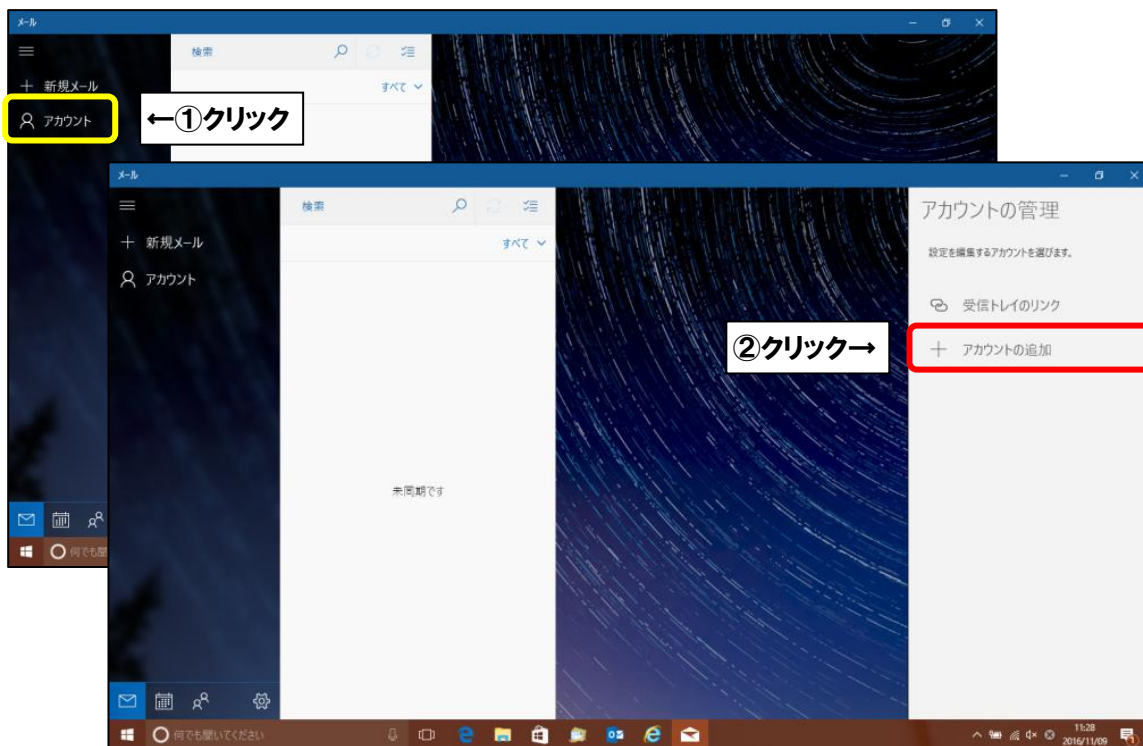 メール
検索
＋ 新規メール
すべて
アカウント
←①クリック
何でも聞
メール
検索
アカウントの管理
＋ 新規メール
すべて
設定を編集するアカウントを選びます。
アカウント
受信トレイのリンク
②クリック→
＋ アカウントの追加
未同期です
何でも聞いてください
11:28
2016/11/09